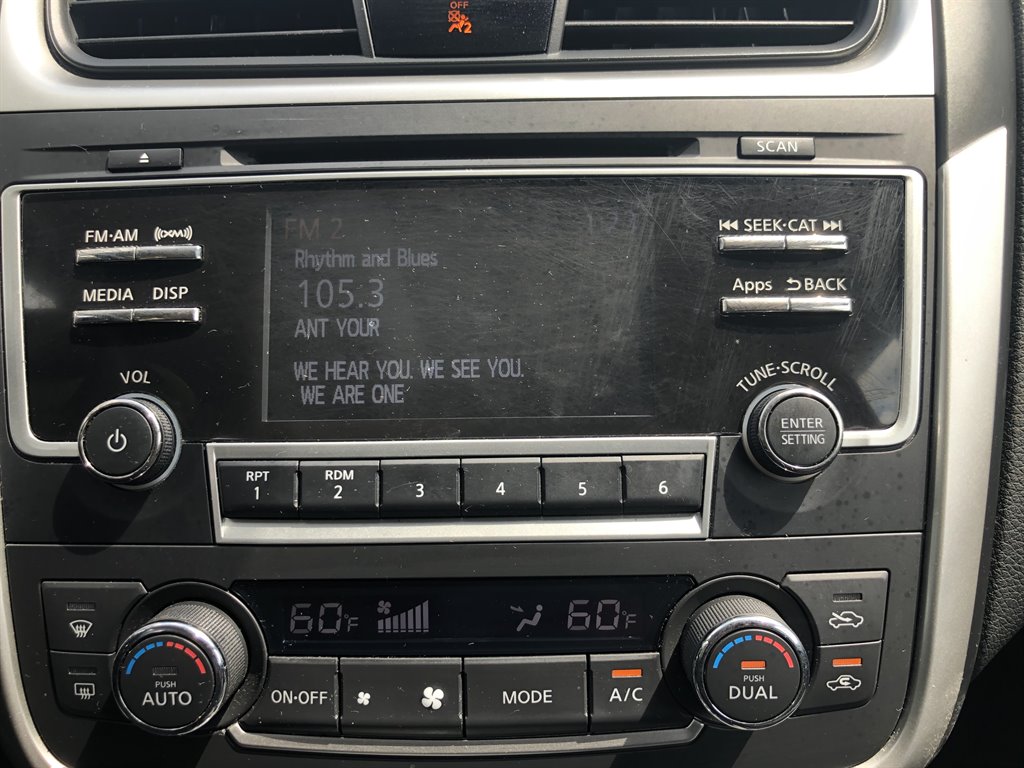 OFF
2
SCAN
FM·AM ((XM))
SEEK·CAT
MEDIA DISP
Apps BACK
FM 2
Rhythm and Blues
105.3
ANT YOUR
WE HEAR YOU. WE SEE YOU.
WE ARE ONE
VOL
TUNE·SCROLL
ENTER
SETTING
RPT
1
RDM
2
3
4
5
6
60°F
60°F
PUSH
AUTO
ON·OFF
MODE
A/C
PUSH
DUAL